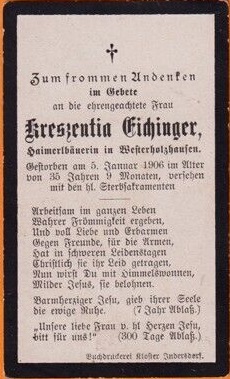 Zum frommen Andenken
im Gebete
an die ehrengeachtete Frau
Kreszentia Eichinger,
Haimerlbäuerin in Westerholzhausen.
Gestorben am 5. Januar 1906 im Alter
von 35 Jahren 9 Monaten, versehen
mit den hl. Sterbsakramenten
Arbeitsam im ganzen Leben
Wahrer Frömmigkeit ergeben,
Und voll Liebe und Erbarmen
Gegen Freunde, für die Armen,
Hat in schweren Leidenstagen
Christlich sie ihr Leid getragen,
Nun willst Du mit Himmelswonnen,
Milder Jesus, sie belohnen.
Barmherziger Jesu, gieb ihrer Seele
die ewige Ruhe. (7 Jahr Ablaß.)
„Unsere liebe Frau v. hl Herzen Jesu,
bitt für uns!" (300 Tage Ablaß.)
Buchdruckerei Kloster Indersdorf.